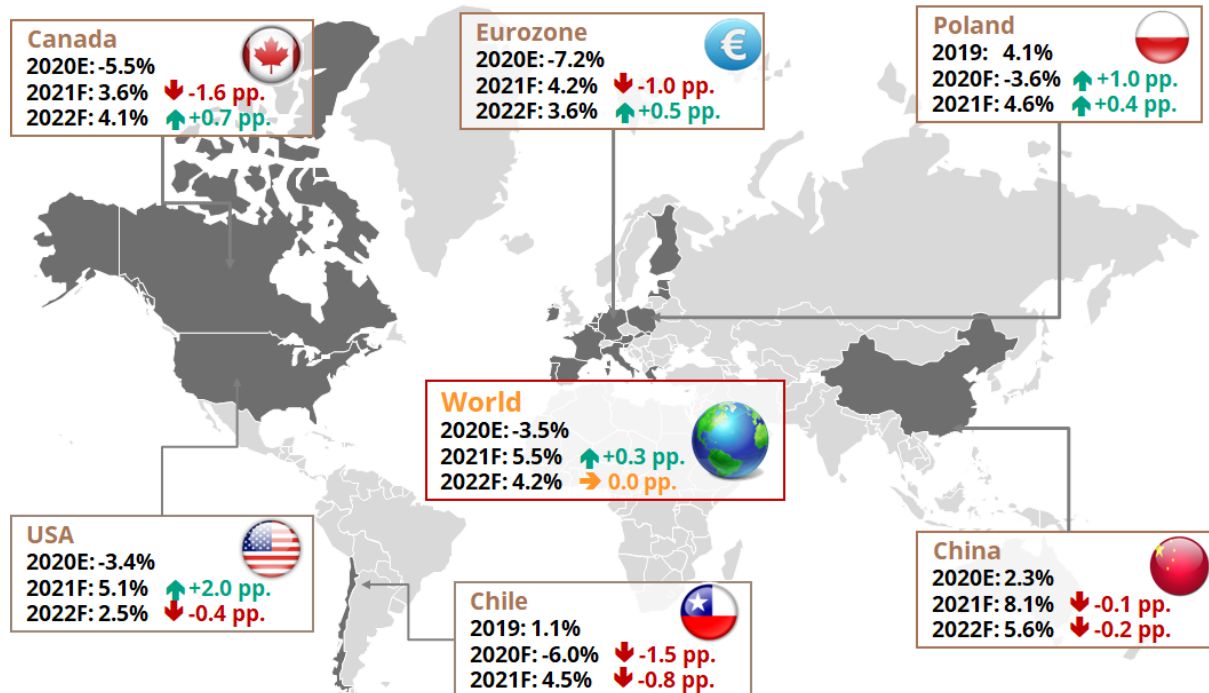 Canada
2020E: -5.5%
2021F: 3.6% -1.6 pp.
2022F: 4.1% +0.7 pp.
Eurozone
€
2020E: -7.2%
2021F: 4.2% -1.0 pp.
2022F: 3.6% +0.5 pp.
Poland
2019: 4.1%
2020F: -3.6% +1.0 pp.
2021F: 4.6% +0.4 pp.
World
2020E: -3.5%
2021F: 5.5% +0.3 pp.
2022F: 4.2% 0.0 pp.
USA
2020E: -3.4%
2021F: 5.1% +2.0 pp.
2022F: 2.5% -0.4 pp.
Chile
2019: 1.1%
2020F: -6.0% -1.5 pp.
2021F: 4.5% -0.8 pp.
China
2020E: 2.3%
2021F: 8.1% -0.1 pp.
2022F: 5.6% -0.2 pp.